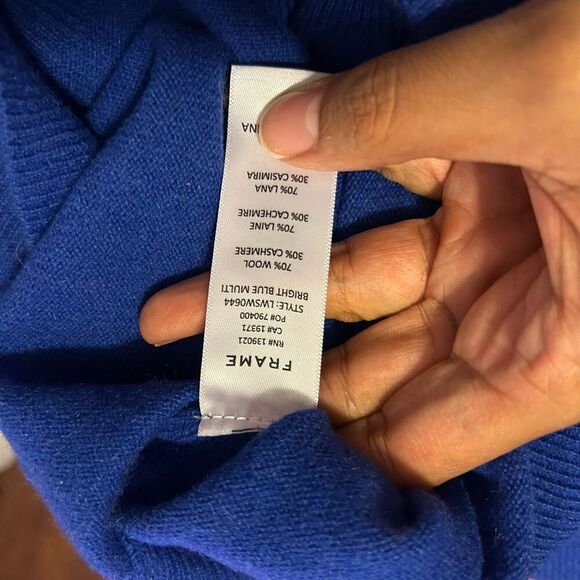 FRAME
RN# 139021
CA# 19371
PO# 790400
STYLE: LWSW0644
BRIGHT BLUE MULTI
70% WOOL
30% CASHMERE
70% LAINE
30% CACHEMIRE
70% LANA
30% CASIMIRA